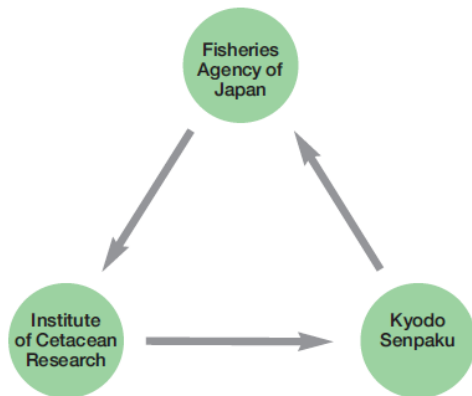 Fisheries
Agency of
Japan
Institute
of Cetacean
Research
Kyodo
Senpaku